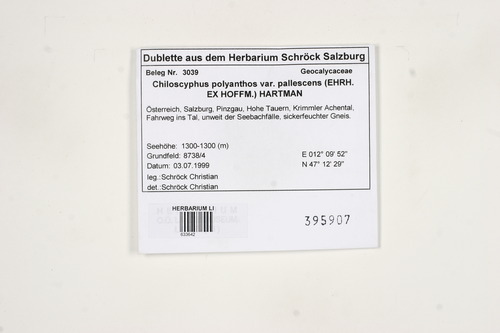 Dublette aus dem Herbarium Schröck Salzburg
Beleg Nr. 3039 Geocalycaceae
Chiloscyphus polyanthos var. pallescens (EHRH.
EX HOFFM.) HARTMAN
Österreich, Salzburg, Pinzgau, Hohe Tauern, Krimmler Achental,
Fahrweg ins Tal, unweit der Seebachfälle, sickerfeuchter Gneis.
Seehöhe: 1300-1300 (m)
Grundfeld: 8738/4 E 012° 09' 52"
Datum: 03.07.1999 N 47° 12' 29"
leg.:Schröck Christian
det.:Schröck Christian
HERBARIUM LI
033642
395907